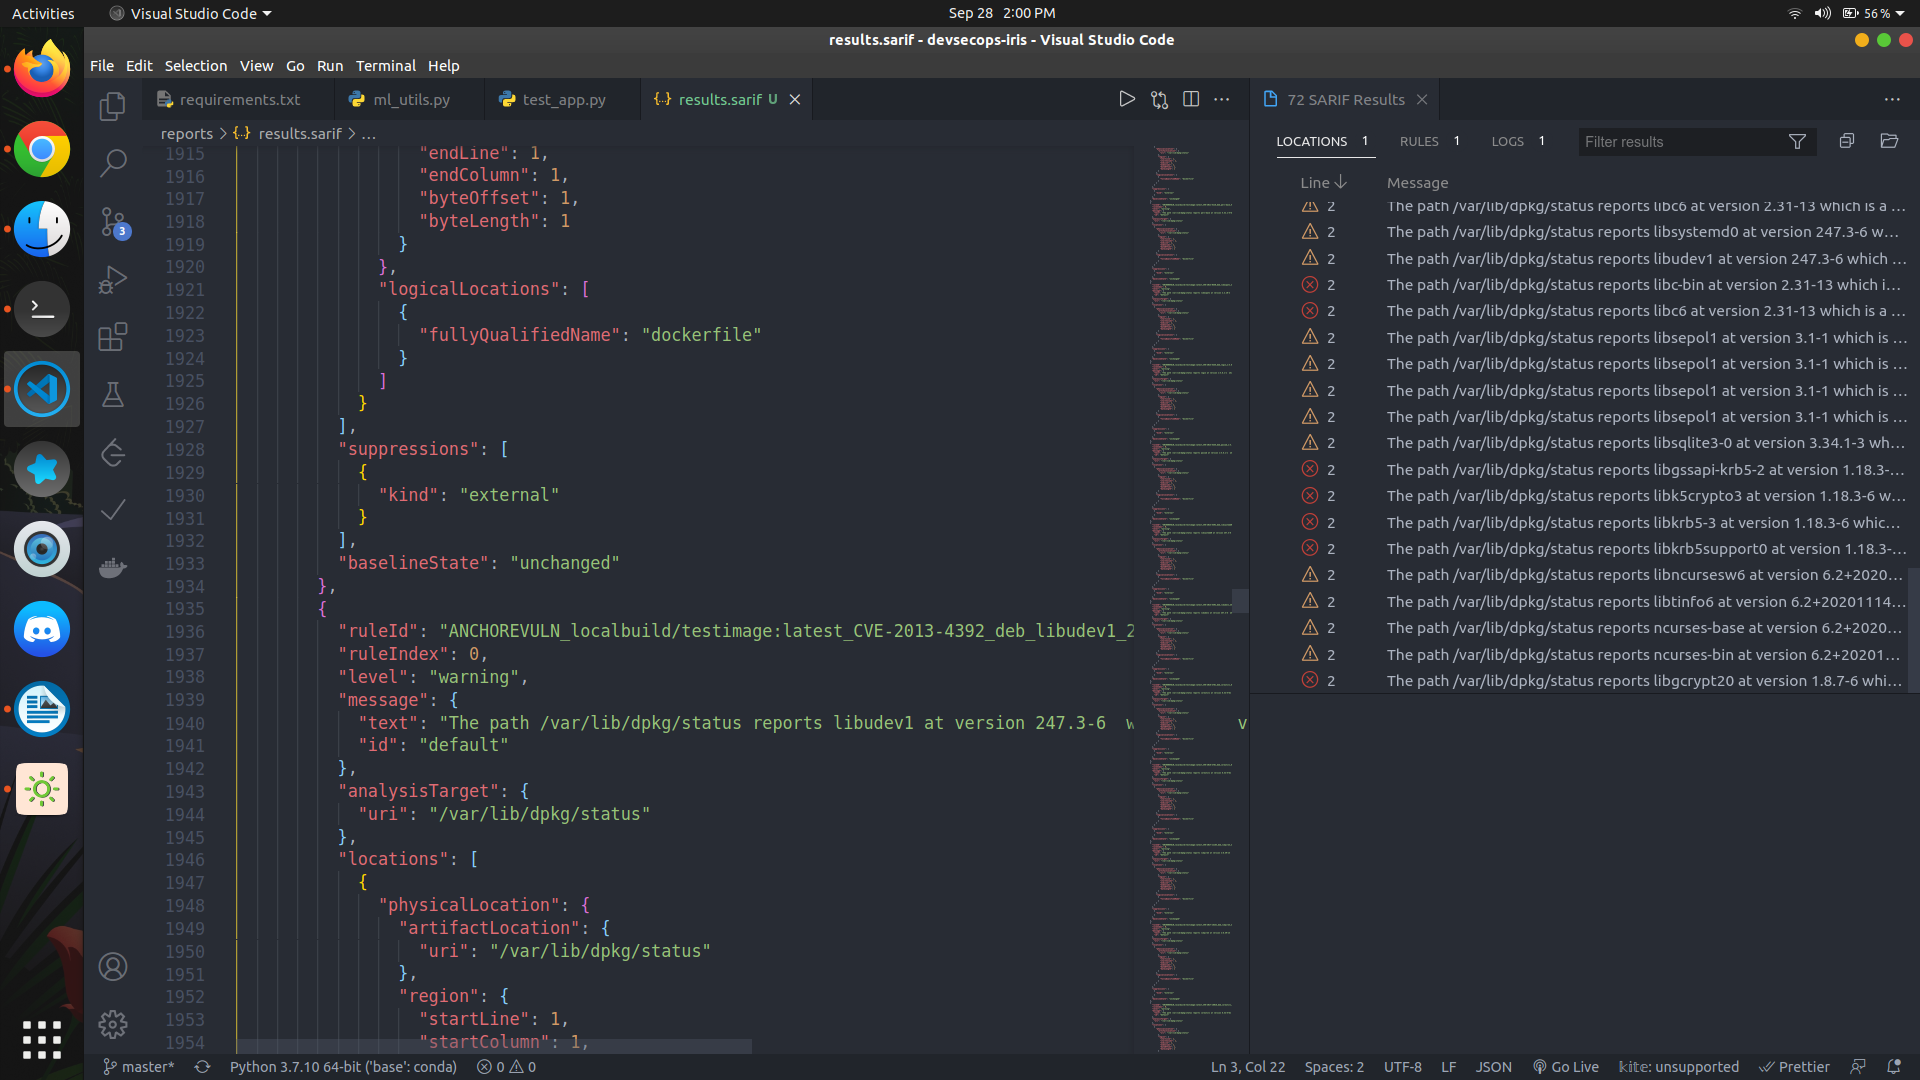 Activities
Visual Studio Code
Sep 28 2:00 PM
56 %
results.sarif - devsecops-iris - Visual Studio Code
File Edit Selection View Go Run Terminal Help
requirements.txt
ml_utils.py
test_app.py
results.sarif U
reports > results.sarif > ...
1915 "endLine": 1,
1916 "endColumn": 1,
1917 "byteOffset": 1,
1918 "byteLength": 1
1919 }
1920 },
1921 "logicalLocations": [
1922 {
1923 "fullyQualifiedName": "dockerfile"
1924 }
1925 ]
1926 }
1927 ],
1928 "suppressions": [
1929 {
1930 "kind": "external"
1931 }
1932 ],
1933 "baselineState": "unchanged"
1934 },
1935 {
1936 "ruleId": "ANCHOREVULN_localbuild/testimage:latest_CVE-2013-4392_deb_libudev1_2
1937 "ruleIndex": 0,
1938 "level": "warning",
1939 "message": {
1940 "text": "The path /var/lib/dpkg/status reports libudev1 at version 247.3-6 w v
1941 "id": "default"
1942 },
1943 "analysisTarget": {
1944 "uri": "/var/lib/dpkg/status"
1945 },
1946 "locations": [
1947 {
1948 "physicalLocation": {
1949 "artifactLocation": {
1950 "uri": "/var/lib/dpkg/status"
1951 },
1952 "region": {
1953 "startLine": 1,
1954 "startColumn": 1,
3
72 SARIF Results
LOCATIONS 1 RULES 1 LOGS 1
Filter results
Line Message
2 The path /var/lib/dpkg/status reports libc6 at version 2.31-13 which is a ...
2 The path /var/lib/dpkg/status reports libsystemd0 at version 247.3-6 w...
2 The path /var/lib/dpkg/status reports libudev1 at version 247.3-6 which ...
2 The path /var/lib/dpkg/status reports libc-bin at version 2.31-13 which i...
2 The path /var/lib/dpkg/status reports libc6 at version 2.31-13 which is a ...
2 The path /var/lib/dpkg/status reports libsepol1 at version 3.1-1 which is ...
2 The path /var/lib/dpkg/status reports libsepol1 at version 3.1-1 which is ...
2 The path /var/lib/dpkg/status reports libsepol1 at version 3.1-1 which is ...
2 The path /var/lib/dpkg/status reports libsepol1 at version 3.1-1 which is ...
2 The path /var/lib/dpkg/status reports libsqlite3-0 at version 3.34.1-3 wh...
2 The path /var/lib/dpkg/status reports libgssapi-krb5-2 at version 1.18.3-...
2 The path /var/lib/dpkg/status reports libk5crypto3 at version 1.18.3-6 w...
2 The path /var/lib/dpkg/status reports libkrb5-3 at version 1.18.3-6 whic...
2 The path /var/lib/dpkg/status reports libkrb5support0 at version 1.18.3-...
2 The path /var/lib/dpkg/status reports libncursesw6 at version 6.2+2020...
2 The path /var/lib/dpkg/status reports libtinfo6 at version 6.2+20201114...
2 The path /var/lib/dpkg/status reports ncurses-base at version 6.2+2020...
2 The path /var/lib/dpkg/status reports ncurses-bin at version 6.2+20201...
2 The path /var/lib/dpkg/status reports libgcrypt20 at version 1.8.7-6 whi...
master* Python 3.7.10 64-bit ('base': conda) 0 0 Ln 3, Col 22 Spaces: 2 UTF-8 LF JSON Go Live kite: unsupported Prettier